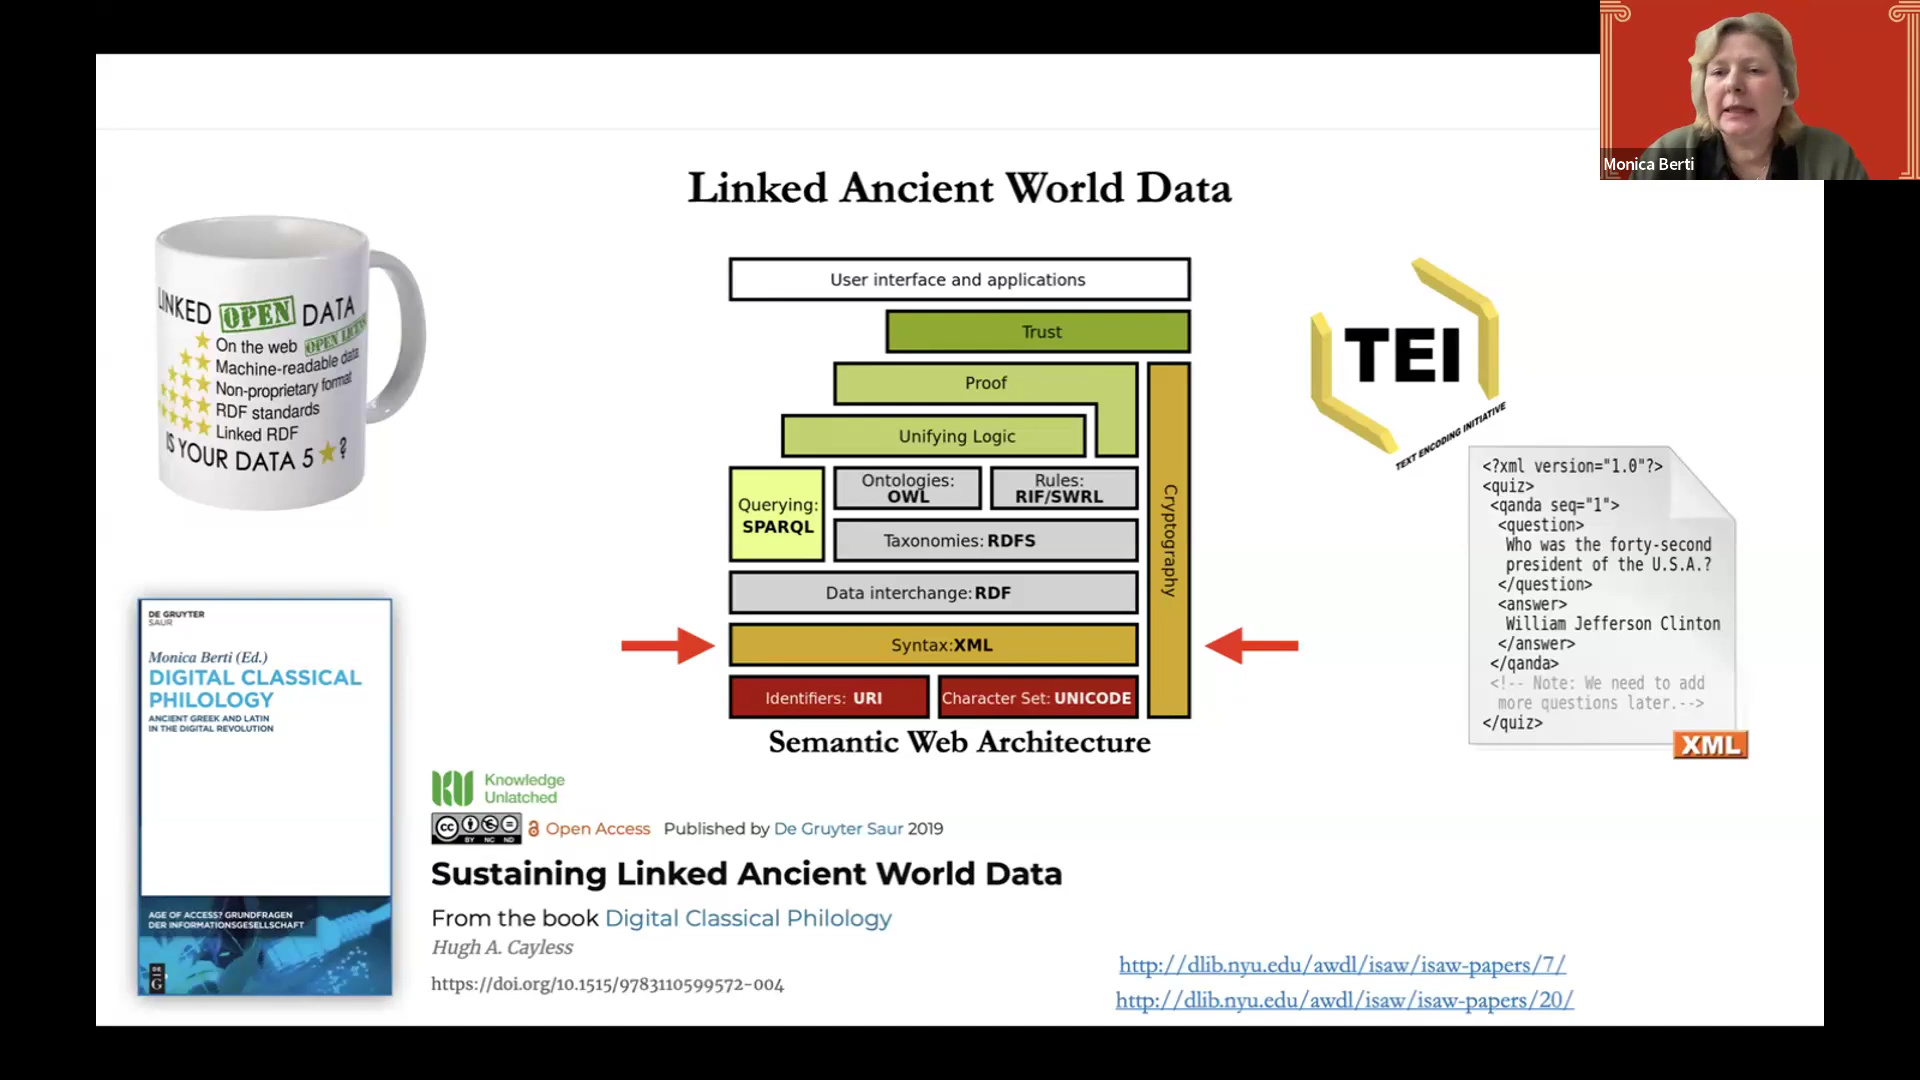 Monica Berti
Linked Ancient World Data
LINKED OPEN DATA
On the web OPEN LICENSE
Machine-readable data
Non-proprietary format
RDF standards
Linked RDF
IS YOUR DATA 5 ?
User interface and applications
Trust
Proof
Unifying Logic
Querying:
SPARQL
Ontologies:
OWL
Rules:
RIF/SWRL
Taxonomies: RDFS
Cryptography
Data interchange: RDF
Syntax:XML
Identifiers: URI
Character Set: UNICODE
Semantic Web Architecture
TEI
TEXT ENCODING INITIATIVE
<?xml version="1.0"?>
<quiz>
<qanda seq="1">
<question>
Who was the forty-second
president of the U.S.A.?
</question>
<answer>
William Jefferson Clinton
</answer>
</qanda>
<!-- Note: We need to add
more questions later.-->
</quiz>
XML
DE GRUYTER
SAUR
Monica Berti (Ed.)
DIGITAL CLASSICAL
PHILOLOGY
ANCIENT GREEK AND LATIN
IN THE DIGITAL REVOLUTION
AGE OF ACCESS? GRUNDFRAGEN
DER INFORMATIONSGESELLSCHAFT
DE
G
Knowledge
Unlatched
cc BY NC ND
Open Access Published by De Gruyter Saur 2019
Sustaining Linked Ancient World Data
From the book Digital Classical Philology
Hugh A. Cayless
https://doi.org/10.1515/9783110599572-004
http://dlib.nyu.edu/awdl/isaw/isaw-papers/7/
http://dlib.nyu.edu/awdl/isaw/isaw-papers/20/